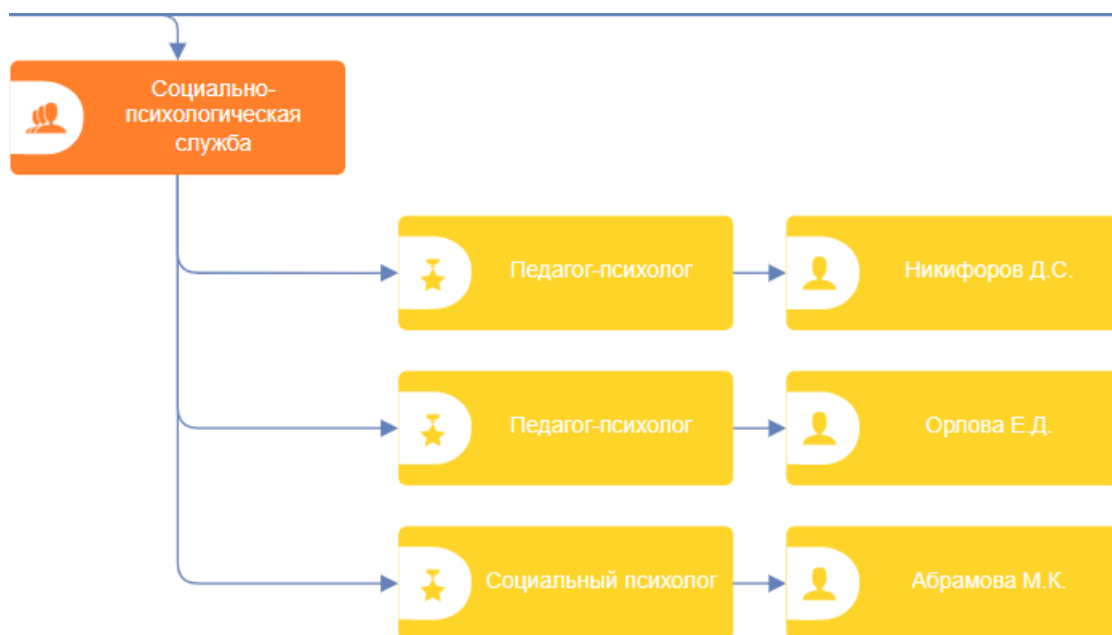 Социально-
психологическая
служба
Педагог-психолог
Никифоров Д.С.
Педагог-психолог
Орлова Е.Д.
Социальный психолог
Абрамова М.К.